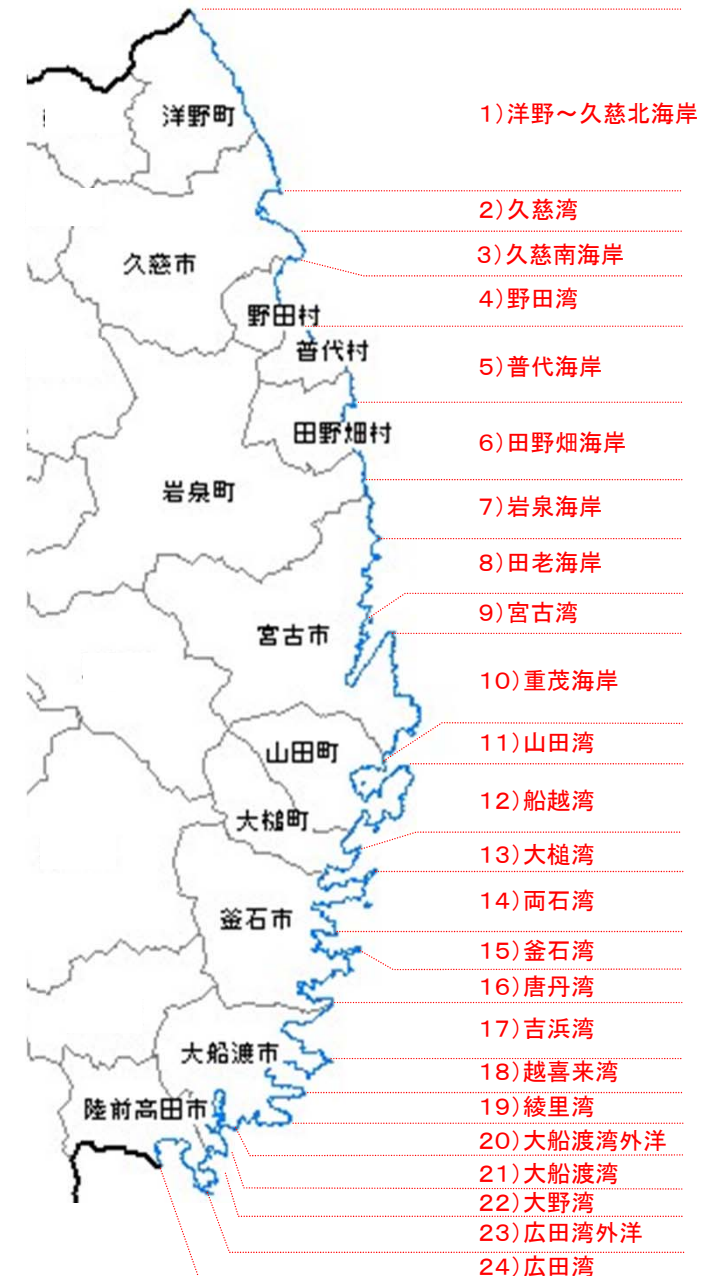 洋野町
久慈市
野田村
普代村
田野畑村
岩泉町
宮古市
山田町
大槌町
釜石市
大船渡市
陸前高田市
1)洋野～久慈北海岸
2)久慈湾
3)久慈南海岸
4)野田湾
5)普代海岸
6)田野畑海岸
7)岩泉海岸
8)田老海岸
9)宮古湾
10)重茂海岸
11)山田湾
12)船越湾
13)大槌湾
14)両石湾
15)釜石湾
16)唐丹湾
17)吉浜湾
18)越喜来湾
19)綾里湾
20)大船渡湾外洋
21)大船渡湾
22)大野湾
23)広田湾外洋
24)広田湾